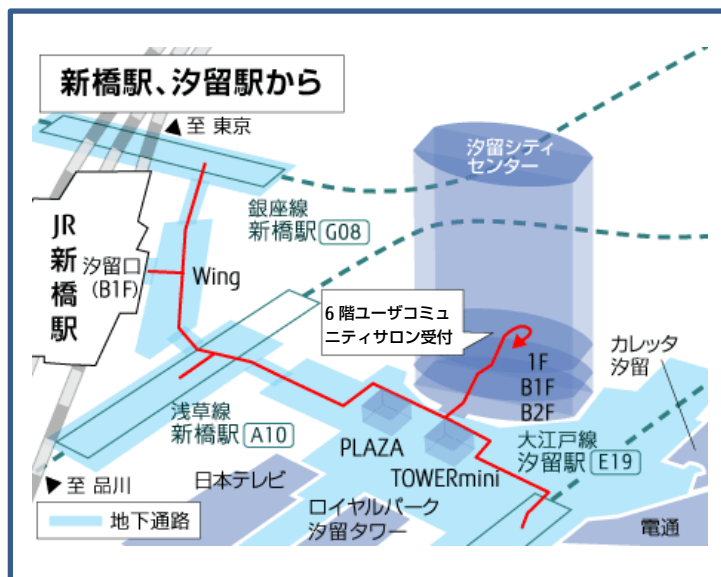 新橋駅、汐留駅から
▲至 東京
汐留シティ
センター
銀座線
新橋駅 G08
JR
新
橋
駅
汐留口
(B1F)
Wing
6 階ユーザコミュ
ニティサロン受付
カレッタ
汐留
1F
B1F
B2F
浅草線
新橋駅 A10
大江戸線
汐留駅 E19
PLAZA
TOWERmini
日本テレビ
▼至 品川
ロイヤルパーク
汐留タワー
電通
地下通路